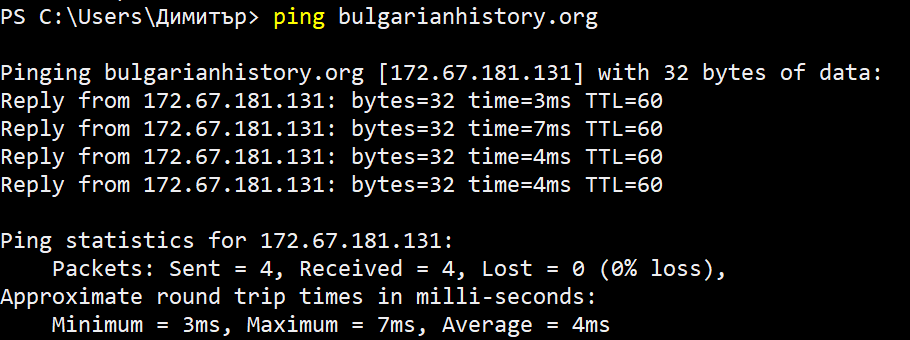 PS C:\Users\Димитър> ping bulgarianhistory.org
Pinging bulgarianhistory.org [172.67.181.131] with 32 bytes of data:
Reply from 172.67.181.131: bytes=32 time=3ms TTL=60
Reply from 172.67.181.131: bytes=32 time=7ms TTL=60
Reply from 172.67.181.131: bytes=32 time=4ms TTL=60
Reply from 172.67.181.131: bytes=32 time=4ms TTL=60
Ping statistics for 172.67.181.131:
    Packets: Sent = 4, Received = 4, Lost = 0 (0% loss),
Approximate round trip times in milli-seconds:
    Minimum = 3ms, Maximum = 7ms, Average = 4ms